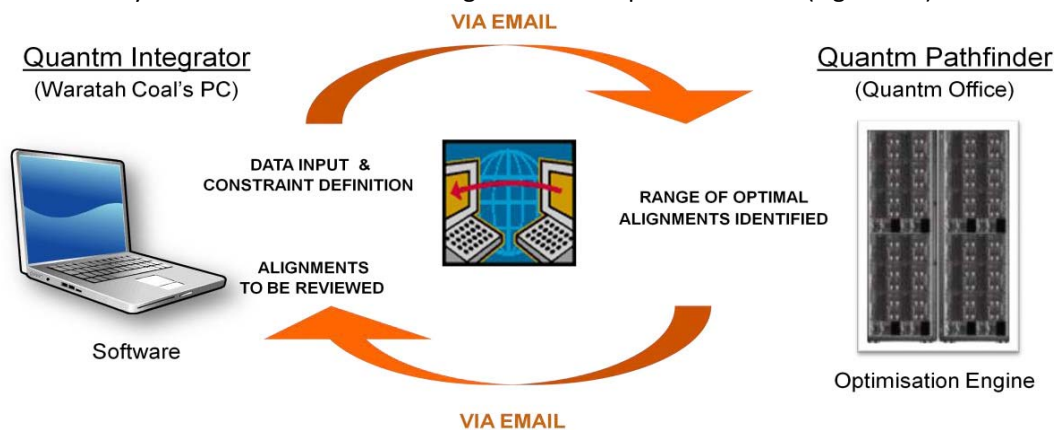 VIA EMAIL
Quantm Integrator
(Waratah Coal's PC)
Quantm Pathfinder
(Quantm Office)
DATA INPUT &
CONSTRAINT DEFINITION
RANGE OF OPTIMAL
ALIGNMENTS IDENTIFIED
ALIGNMENTS
TO BE REVIEWED
Software
Optimisation Engine
VIA EMAIL